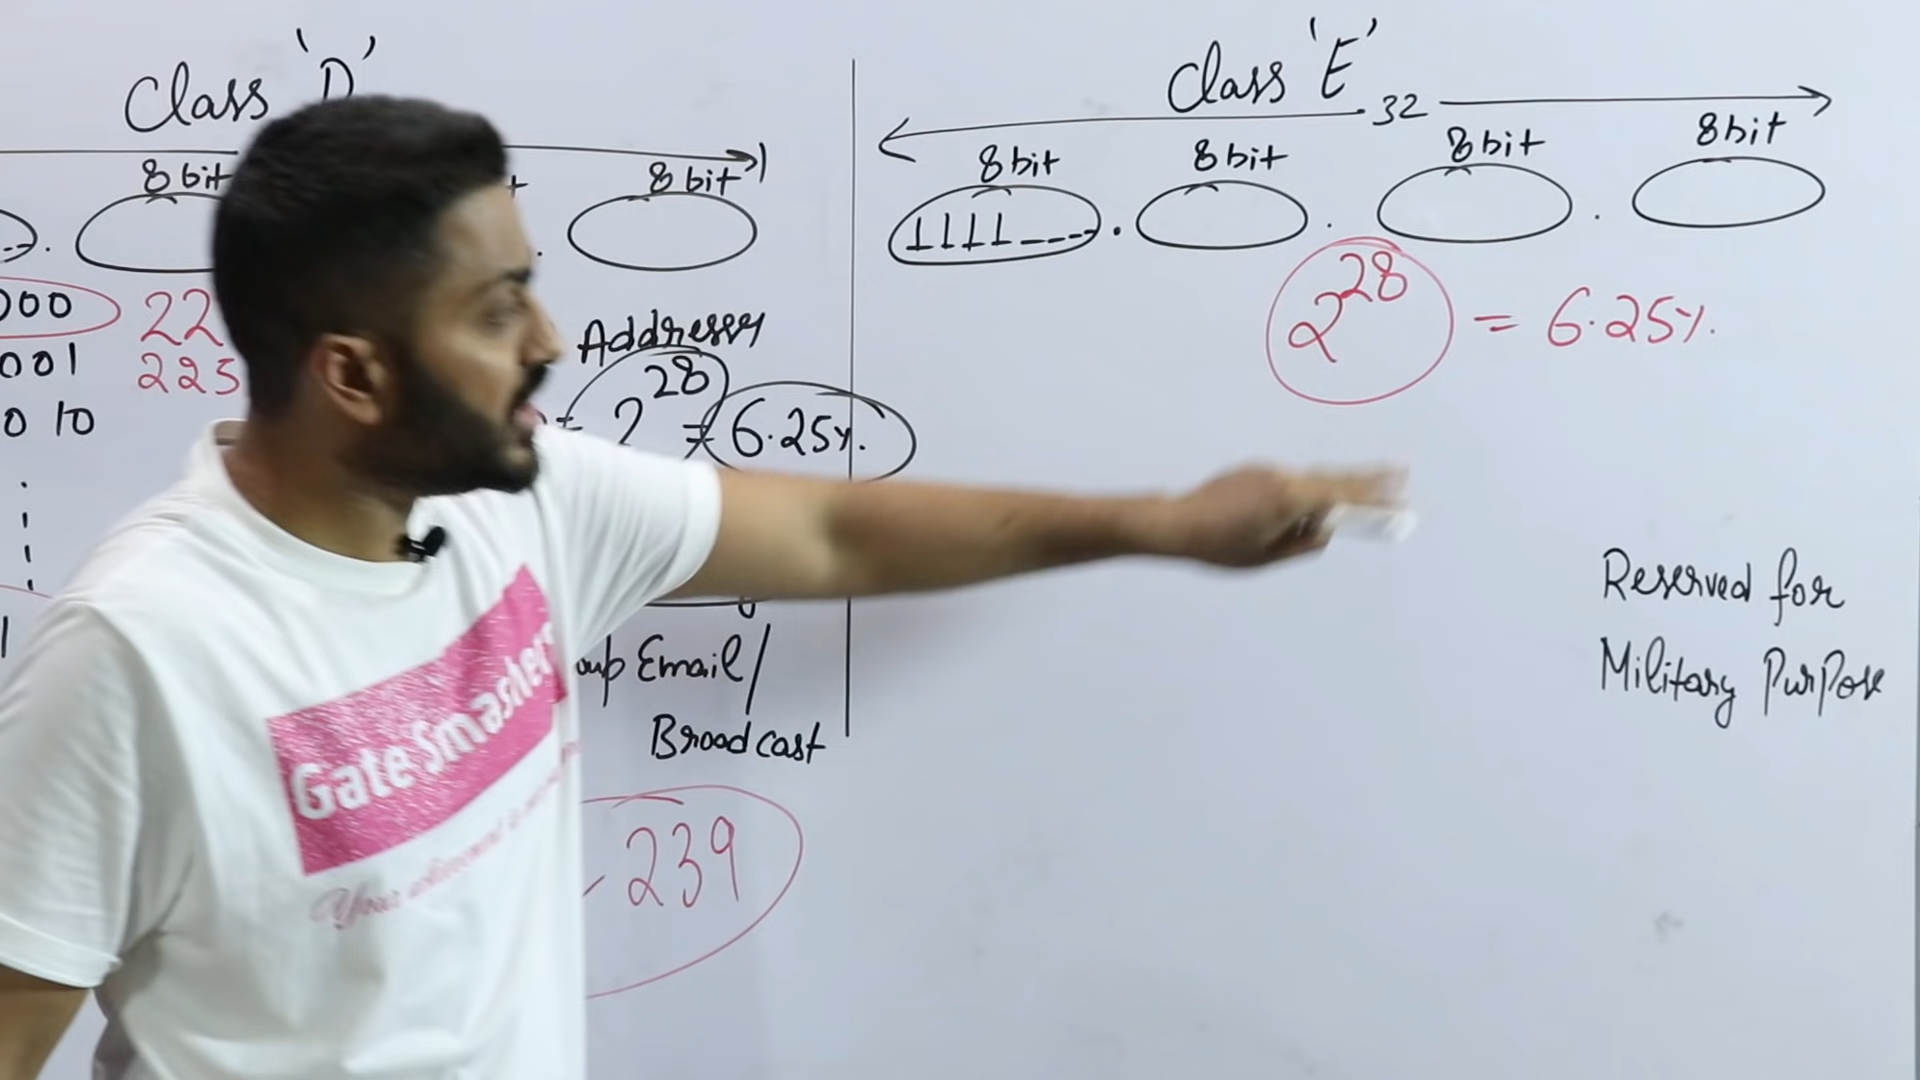 Class 'D'
8 bit
8 bit
000 22
001 225
0 10
Addresses
2^28 = 6.25%.
Email/
Broadcast
- 239
Class 'E'
32
8 bit 8 bit 8 bit 8 bit
1111 _ _ _ _ . . .
2^28 = 6.25%.
Reserved for
Military Purpose
Gate Smashers